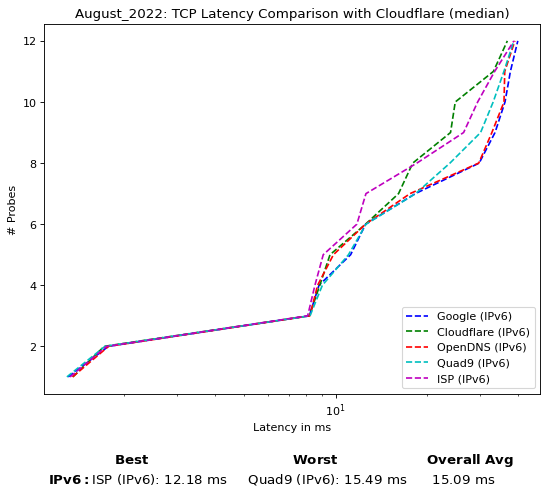 August_2022: TCP Latency Comparison with Cloudflare (median)
12
10
8
6
4
2
# Probes
10^1
Latency in ms
Google (IPv6)
Cloudflare (IPv6)
OpenDNS (IPv6)
Quad9 (IPv6)
ISP (IPv6)
Best Worst Overall Avg
IPv6: ISP (IPv6): 12.18 ms Quad9 (IPv6): 15.49 ms 15.09 ms